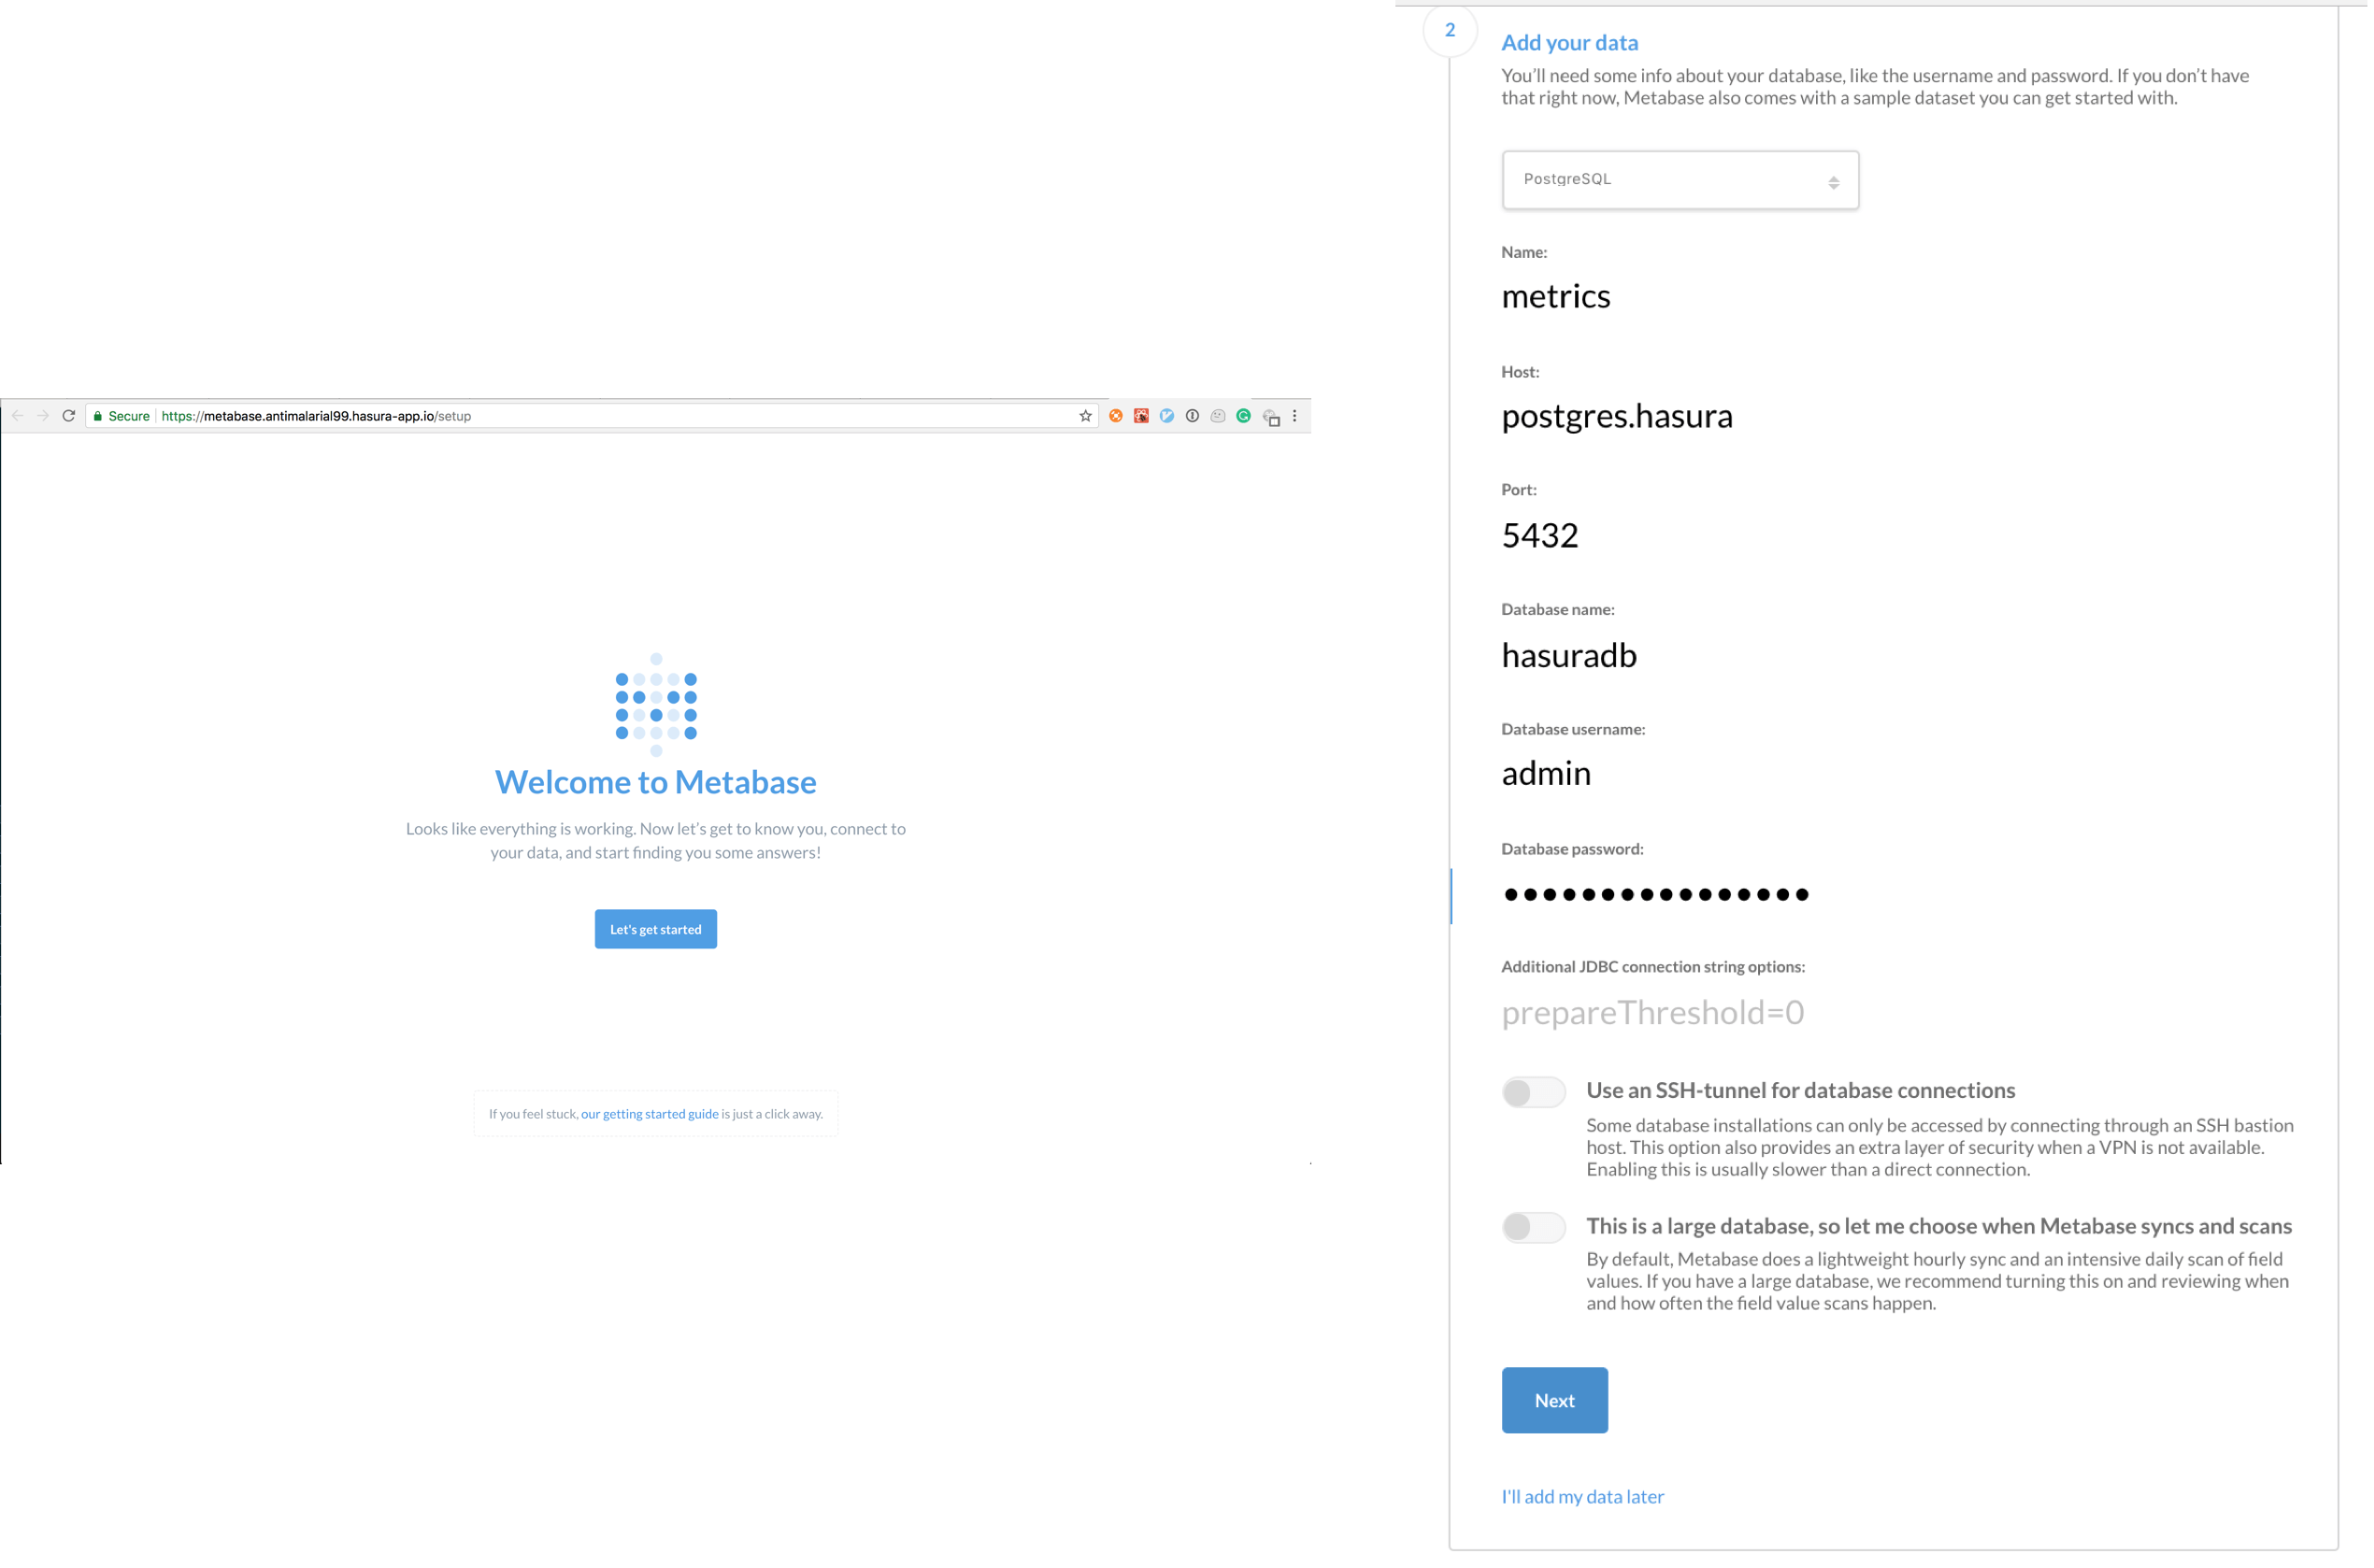 Secure https://metabase.antimalarial99.hasura-app.io/setup
Welcome to Metabase
Looks like everything is working. Now let's get to know you, connect to
your data, and start finding you some answers!
Let's get started
If you feel stuck, our getting started guide is just a click away.
2
Add your data
You'll need some info about your database, like the username and password. If you don't have
that right now, Metabase also comes with a sample dataset you can get started with.
PostgreSQL
Name:
metrics
Host:
postgres.hasura
Port:
5432
Database name:
hasuradb
Database username:
admin
Database password:
••••••••••••••••
Additional JDBC connection string options:
prepareThreshold=0
Use an SSH-tunnel for database connections
Some database installations can only be accessed by connecting through an SSH bastion
host. This option also provides an extra layer of security when a VPN is not available.
Enabling this is usually slower than a direct connection.
This is a large database, so let me choose when Metabase syncs and scans
By default, Metabase does a lightweight hourly sync and an intensive daily scan of field
values. If you have a large database, we recommend turning this on and reviewing when
and how often the field value scans happen.
Next
I'll add my data later